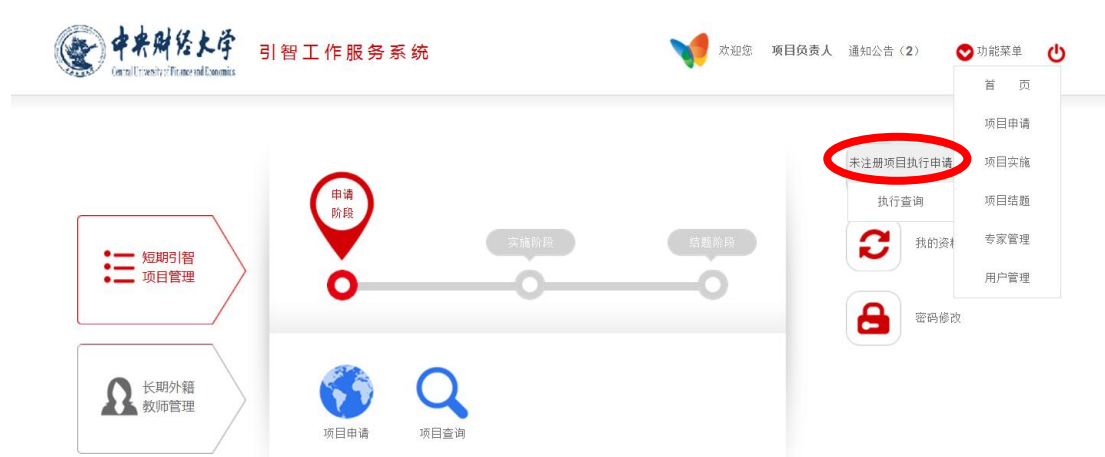 中央财经大学
Central University of Finance and Economics
引智工作服务系统
欢迎您 项目负责人 通知公告（2） 功能菜单
首 页
项目申请
项目实施
项目结题
专家管理
用户管理
未注册项目执行申请
执行查询
我的资
密码修改
短期引智
项目管理
长期外籍
教师管理
申请
阶段
实施阶段
结题阶段
项目申请
项目查询